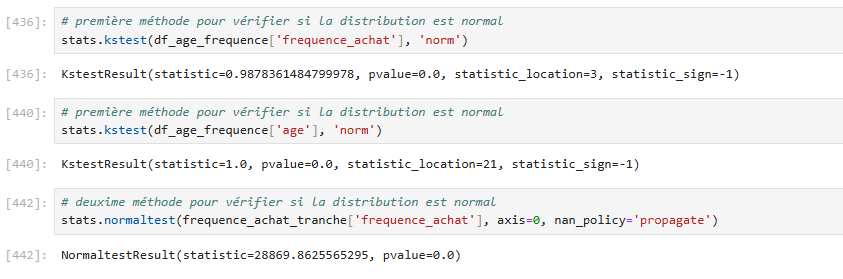 [436]:
# première méthode pour vérifier si la distribution est normal
stats.kstest(df_age_frequence['frequence_achat'], 'norm')
[436]:
KstestResult(statistic=0.9878361484799978, pvalue=0.0, statistic_location=3, statistic_sign=-1)
[440]:
# première méthode pour vérifier si la distribution est normal
stats.kstest(df_age_frequence['age'], 'norm')
[440]:
KstestResult(statistic=1.0, pvalue=0.0, statistic_location=21, statistic_sign=-1)
[442]:
# deuxime méthode pour vérifier si la distribution est normal
stats.normaltest(frequence_achat_tranche['frequence_achat'], axis=0, nan_policy='propagate')
[442]:
NormaltestResult(statistic=28869.8625565295, pvalue=0.0)